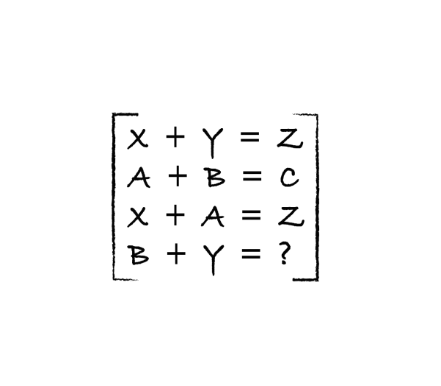 X + Y = Z
A + B = C
X + A = Z
B + Y = ?